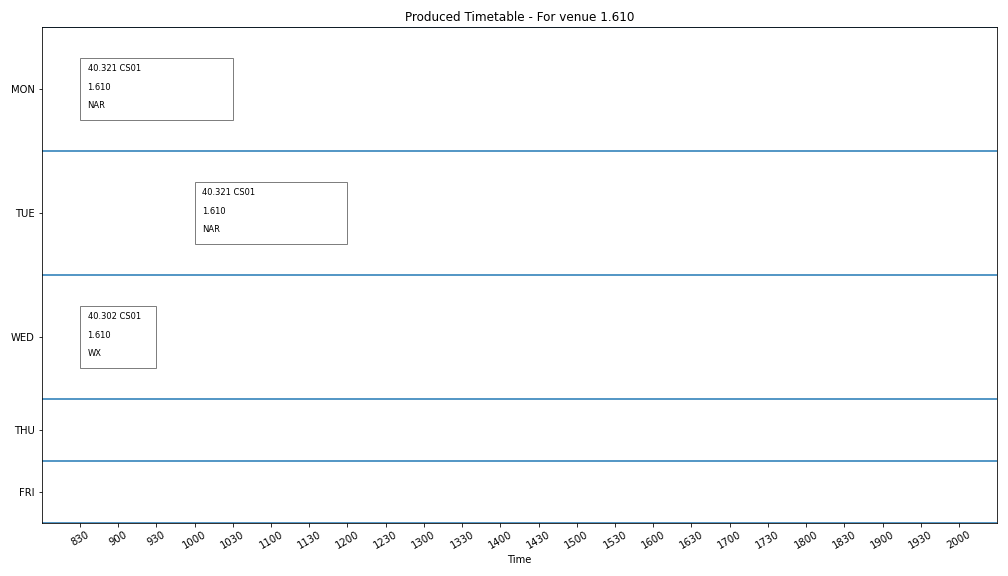 Produced Timetable - For venue 1.610
MON
40.321 CS01
1.610
NAR
TUE
40.321 CS01
1.610
NAR
WED
40.302 CS01
1.610
WX
THU
FRI
830 900 930 1000 1030 1100 1130 1200 1230 1300 1330 1400 1430 1500 1530 1600 1630 1700 1730 1800 1830 1900 1930 2000
Time